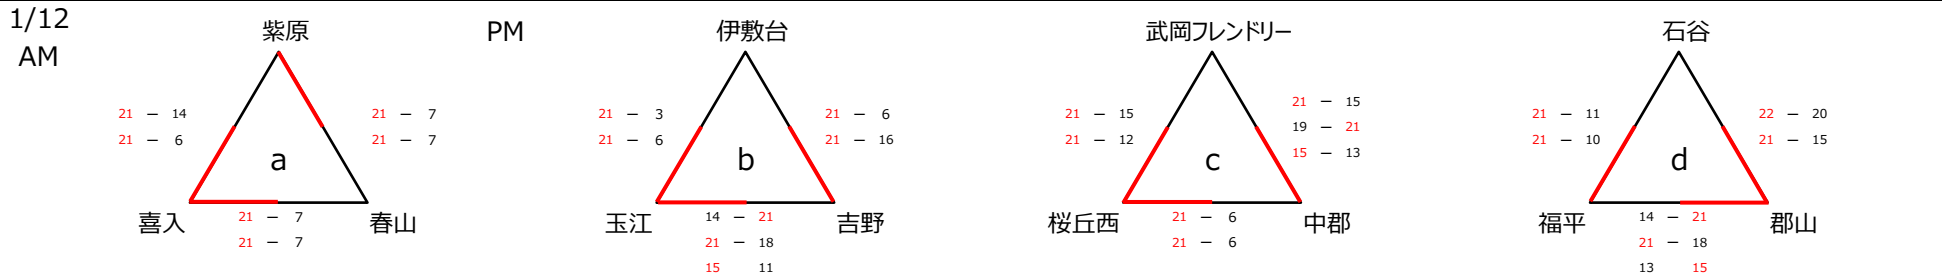 1/12
AM
紫原
21 － 14
21 － 6
21 － 7
21 － 7
a
喜入
春山
21 － 7
21 － 7
PM
伊敷台
21 － 3
21 － 6
21 － 6
21 － 16
b
玉江
吉野
14 － 21
21 － 18
15 11
武岡フレンドリー
21 － 15
21 － 12
21 － 15
19 － 21
15 － 13
c
桜丘西
中郡
21 － 6
21 － 6
石谷
21 － 11
21 － 10
22 － 20
21 － 15
d
福平
郡山
14 － 21
21 － 18
13 15